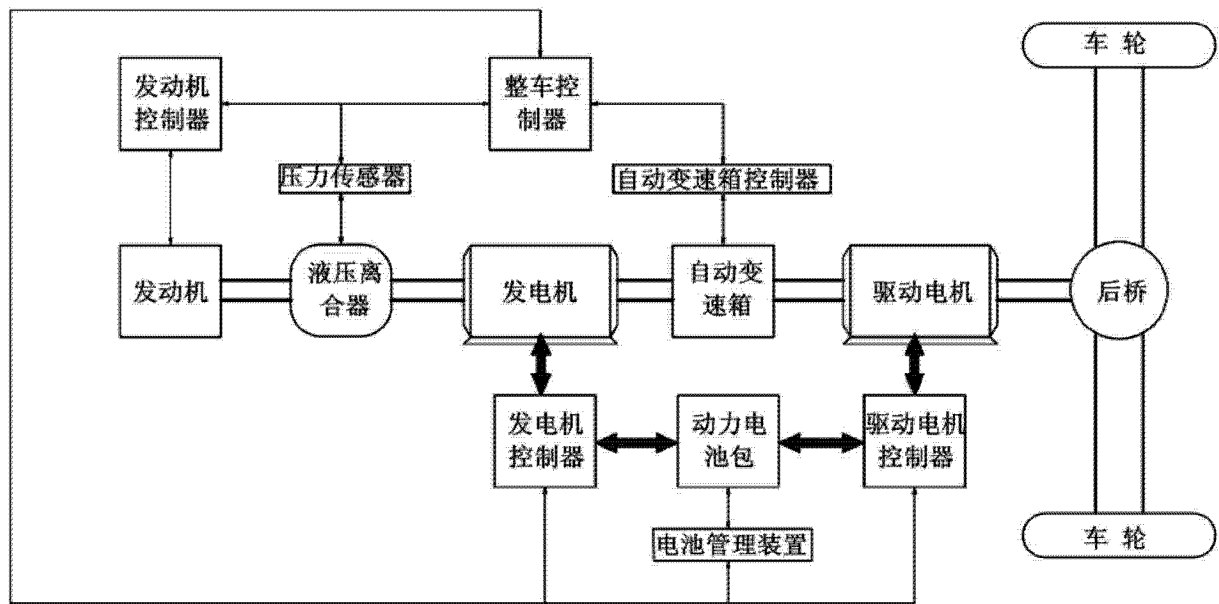 车 轮
发动机
控制器
整车控
制器
压力传感器
自动变速箱控制器
发动机
液压离
合器
发电机
自动变
速箱
驱动电机
后桥
发电机
控制器
动力电
池包
驱动电机
控制器
电池管理装置
车 轮